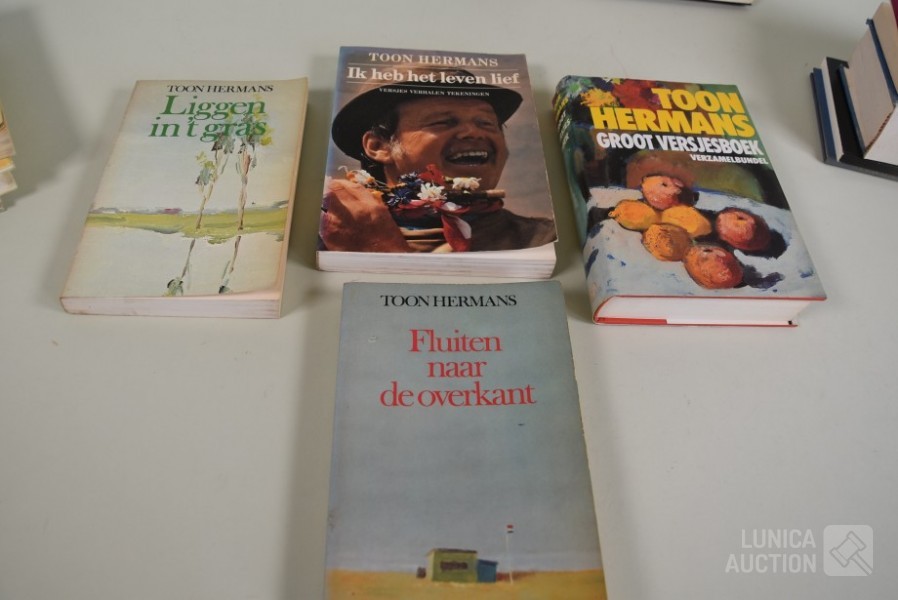 TOON HERMANS
Liggen
in 't gras
TOON HERMANS
Ik heb het leven lief
VERSJES VERHALEN TEKENINGEN
TOON
HERMANS
GROOT VERSJESBOEK
VERZAMELBUNDEL
TOON HERMANS
Fluiten
naar
de overkant
LUNICA
AUCTION